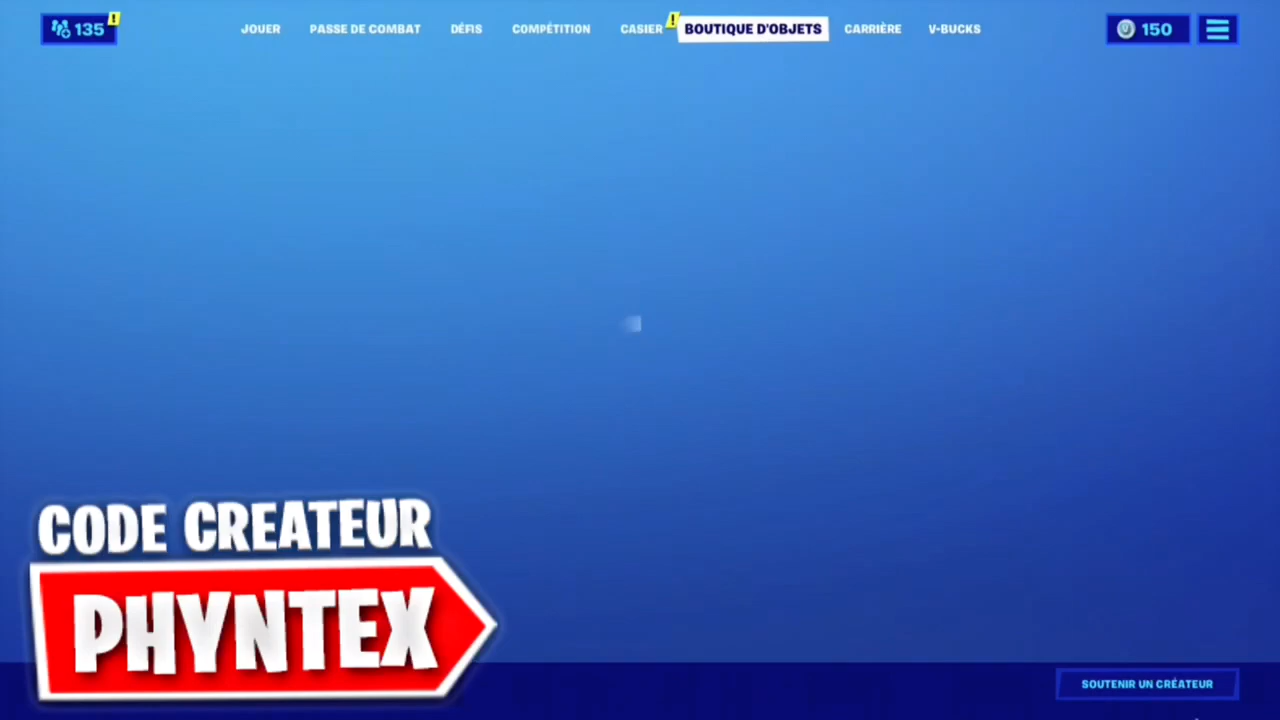 135 !
JOUER PASSE DE COMBAT DÉFIS COMPÉTITION CASIER ! BOUTIQUE D'OBJETS CARRIÈRE V-BUCKS
150
CODE CREATEUR
PHYNTEX
SOUTENIR UN CRÉATEUR